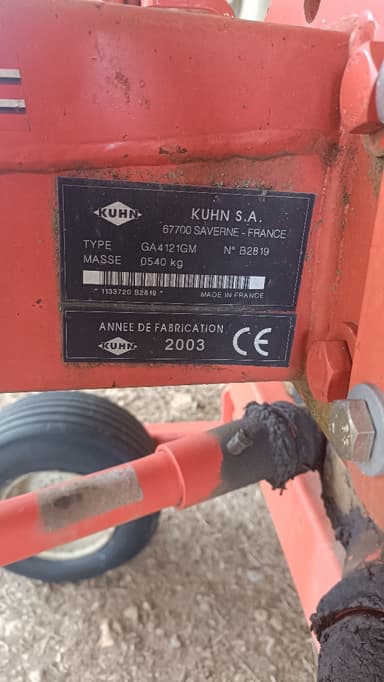 KUHN
KUHN S.A.
67700 SAVERNE - FRANCE
TYPE GA4121GM N° B2819
MASSE 0540 kg
* 1133720 B2819 *
MADE IN FRANCE
ANNEE DE FABRICATION
KUHN 2003 CE